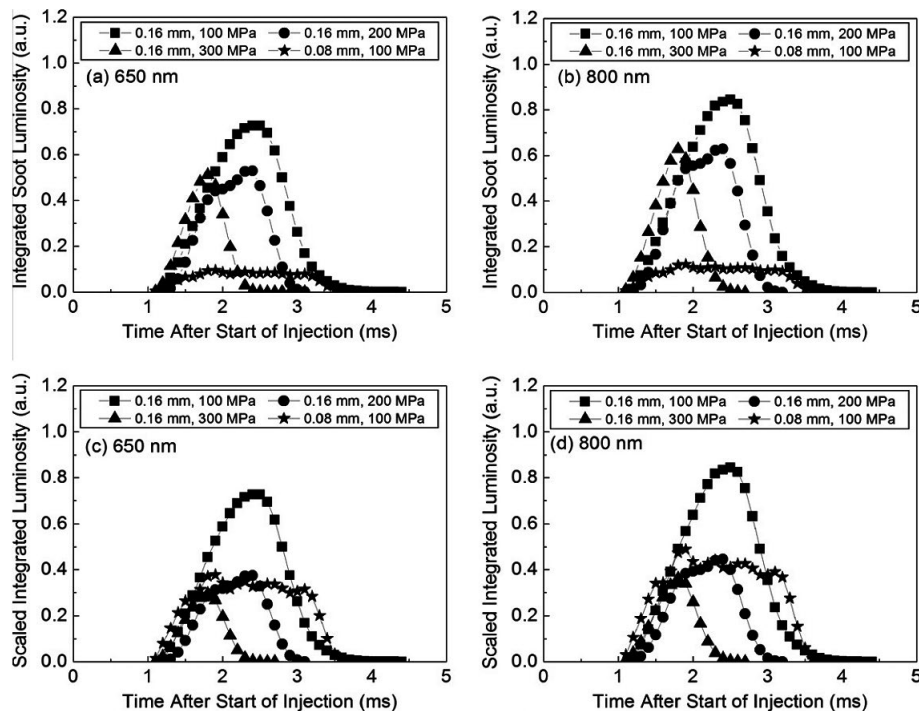 0.16 mm, 100 MPa 0.16 mm, 200 MPa
0.16 mm, 300 MPa 0.08 mm, 100 MPa
(a) 650 nm
Integrated Soot Luminosity (a.u.)
1.2
1.0
0.8
0.6
0.4
0.2
0.0
0 1 2 3 4 5
Time After Start of Injection (ms)
0.16 mm, 100 MPa 0.16 mm, 200 MPa
0.16 mm, 300 MPa 0.08 mm, 100 MPa
(b) 800 nm
Integrated Soot Luminosity (a.u.)
1.2
1.0
0.8
0.6
0.4
0.2
0.0
0 1 2 3 4 5
Time After Start of Injection (ms)
0.16 mm, 100 MPa 0.16 mm, 200 MPa
0.16 mm, 300 MPa 0.08 mm, 100 MPa
(c) 650 nm
Scaled Integrated Luminosity (a.u.)
1.2
1.0
0.8
0.6
0.4
0.2
0.0
0 1 2 3 4 5
Time After Start of Injection (ms)
0.16 mm, 100 MPa 0.16 mm, 200 MPa
0.16 mm, 300 MPa 0.08 mm, 100 MPa
(d) 800 nm
Scaled Integrated Luminosity (a.u.)
1.2
1.0
0.8
0.6
0.4
0.2
0.0
0 1 2 3 4 5
Time After Start of Injection (ms)